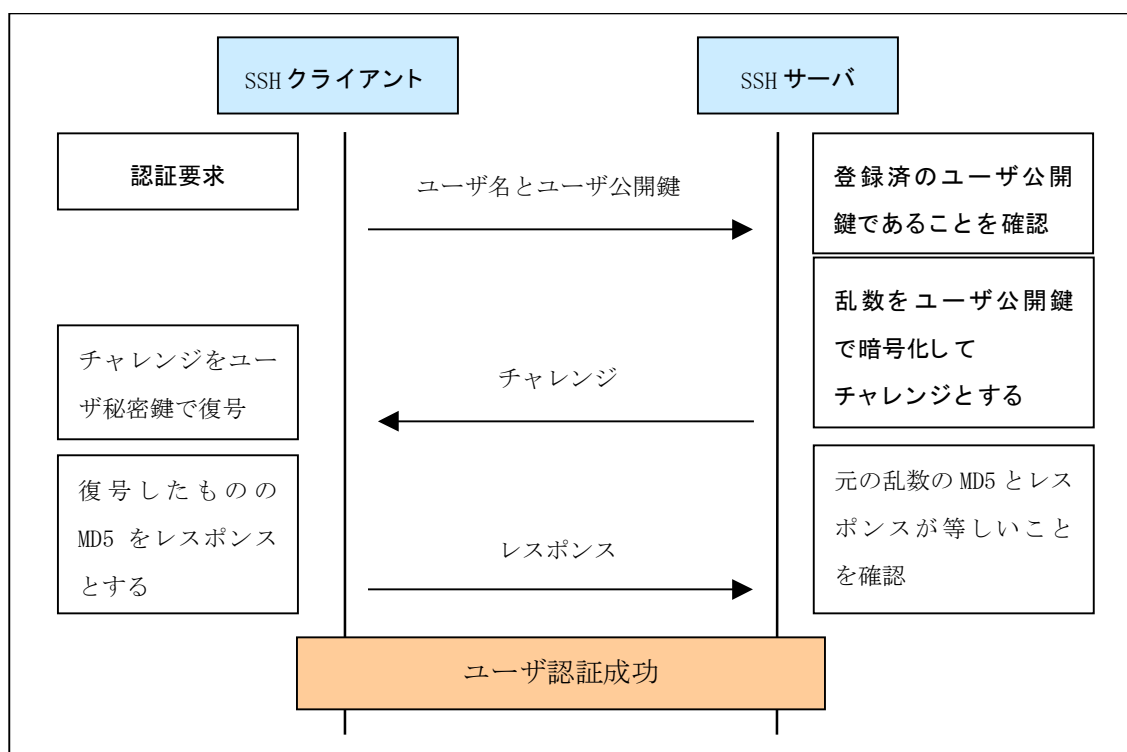 SSH クライアント
SSH サーバ
認証要求
ユーザ名とユーザ公開鍵
登録済のユーザ公開
鍵であることを確認
乱数をユーザ公開鍵
で暗号化して
チャレンジとする
チャレンジ
チャレンジをユー
ザ秘密鍵で復号
復号したものの
MD5 をレスポンス
とする
レスポンス
元の乱数の MD5 とレス
ポンスが等しいこと
を確認
ユーザ認証成功